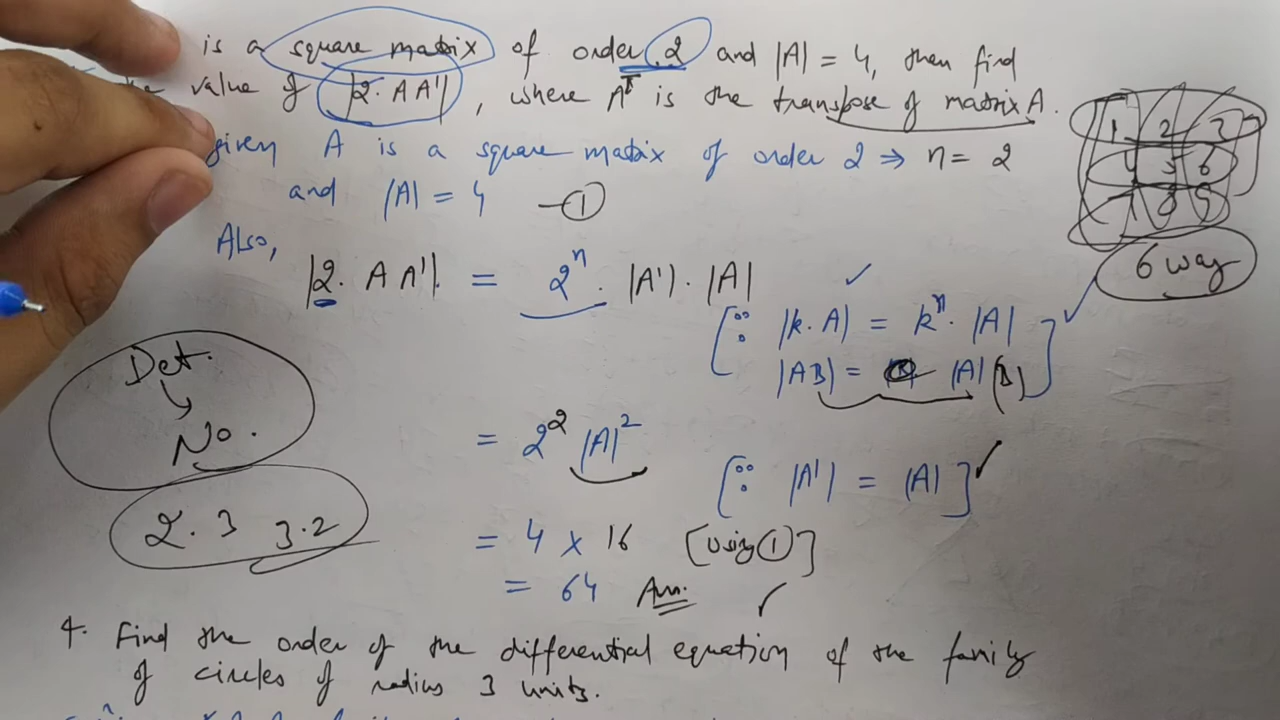 is a square matrix of order 2 and |A| = 4, then find
value of |2. A A'|, where A^T is the transpose of matrix A.
given A is a square matrix of order 2 ⇒ n = 2
and |A| = 4 —①
Also,
|2. A A'| = 2^n . |A'| . |A| ✓
1 2 3
4 5 6
7 8 9
6 way
[∵ |k.A| = k^n . |A|
|AB| = |A| |B|] ✓
Det.
↓
No.
2.3 3.2
= 2^2 |A|^2 [∵ |A'| = |A|] ✓
= 4 x 16 [Using ①]
= 64 Ans. ✓
4. Find the order of the differential equation of the family
of circles of radius 3 units.